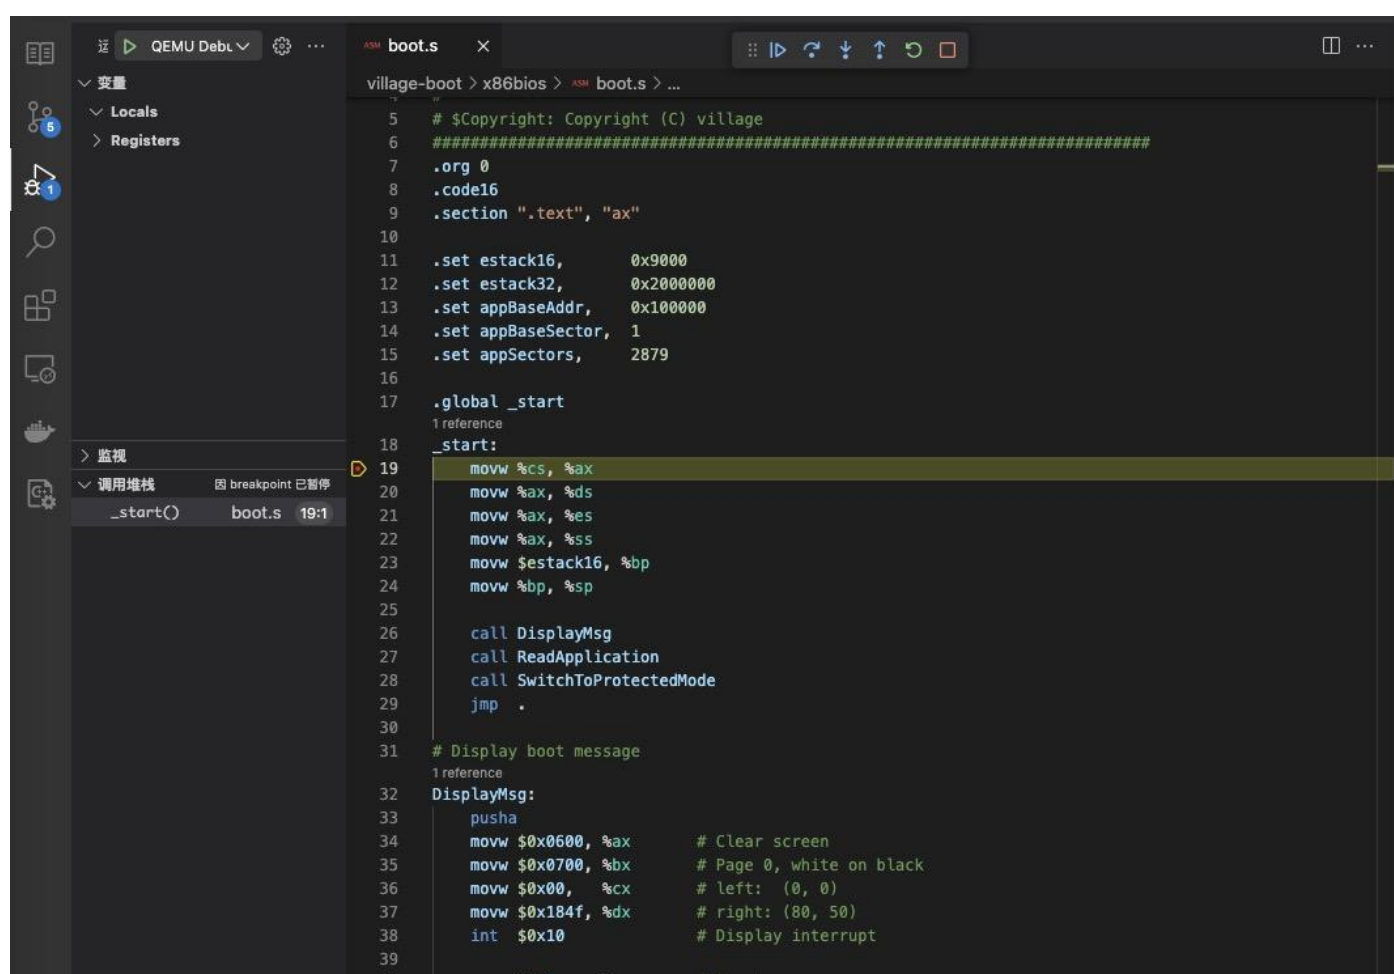 QEMU Debu
变量
Locals
Registers
5
1
监视
调用堆栈 因 breakpoint 已暂停
_start() boot.s 19:1
ASM boot.s
village-boot > x86bios > ASM boot.s > ...
5 # $Copyright: Copyright (C) village
6 ############################################################################
7 .org 0
8 .code16
9 .section ".text", "ax"
10
11 .set estack16, 0x9000
12 .set estack32, 0x2000000
13 .set appBaseAddr, 0x100000
14 .set appBaseSector, 1
15 .set appSectors, 2879
16
17 .global _start
1 reference
18 _start:
19 movw %cs, %ax
20 movw %ax, %ds
21 movw %ax, %es
22 movw %ax, %ss
23 movw $estack16, %bp
24 movw %bp, %sp
25
26 call DisplayMsg
27 call ReadApplication
28 call SwitchToProtectedMode
29 jmp .
30
31 # Display boot message
1 reference
32 DisplayMsg:
33 pusha
34 movw $0x0600, %ax # Clear screen
35 movw $0x0700, %bx # Page 0, white on black
36 movw $0x00, %cx # left: (0, 0)
37 movw $0x184f, %dx # right: (80, 50)
38 int $0x10 # Display interrupt
39